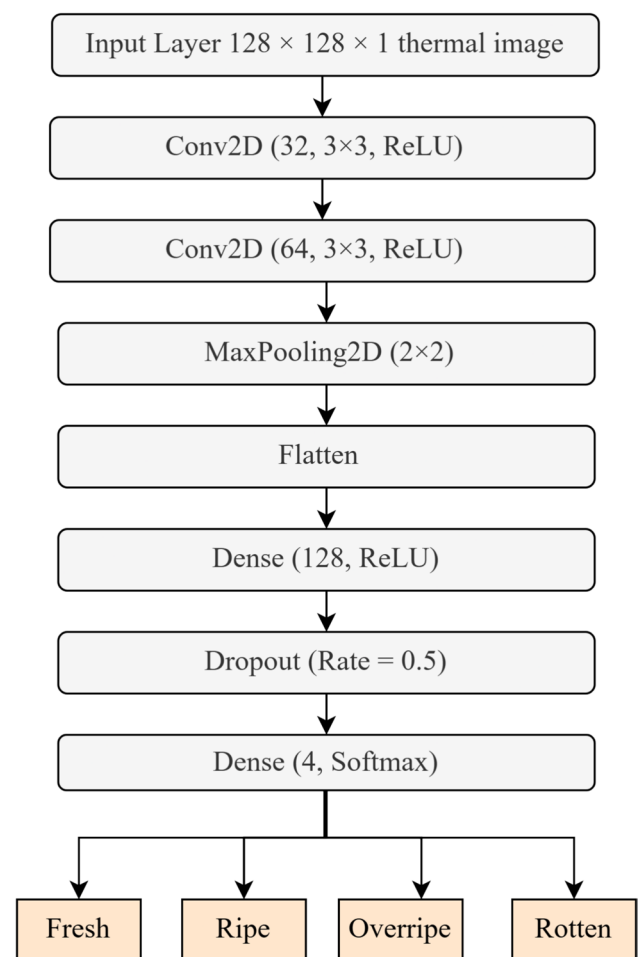 Input Layer 128 × 128 × 1 thermal image
Conv2D (32, 3×3, ReLU)
Conv2D (64, 3×3, ReLU)
MaxPooling2D (2×2)
Flatten
Dense (128, ReLU)
Dropout (Rate = 0.5)
Dense (4, Softmax)
Fresh
Ripe
Overripe
Rotten